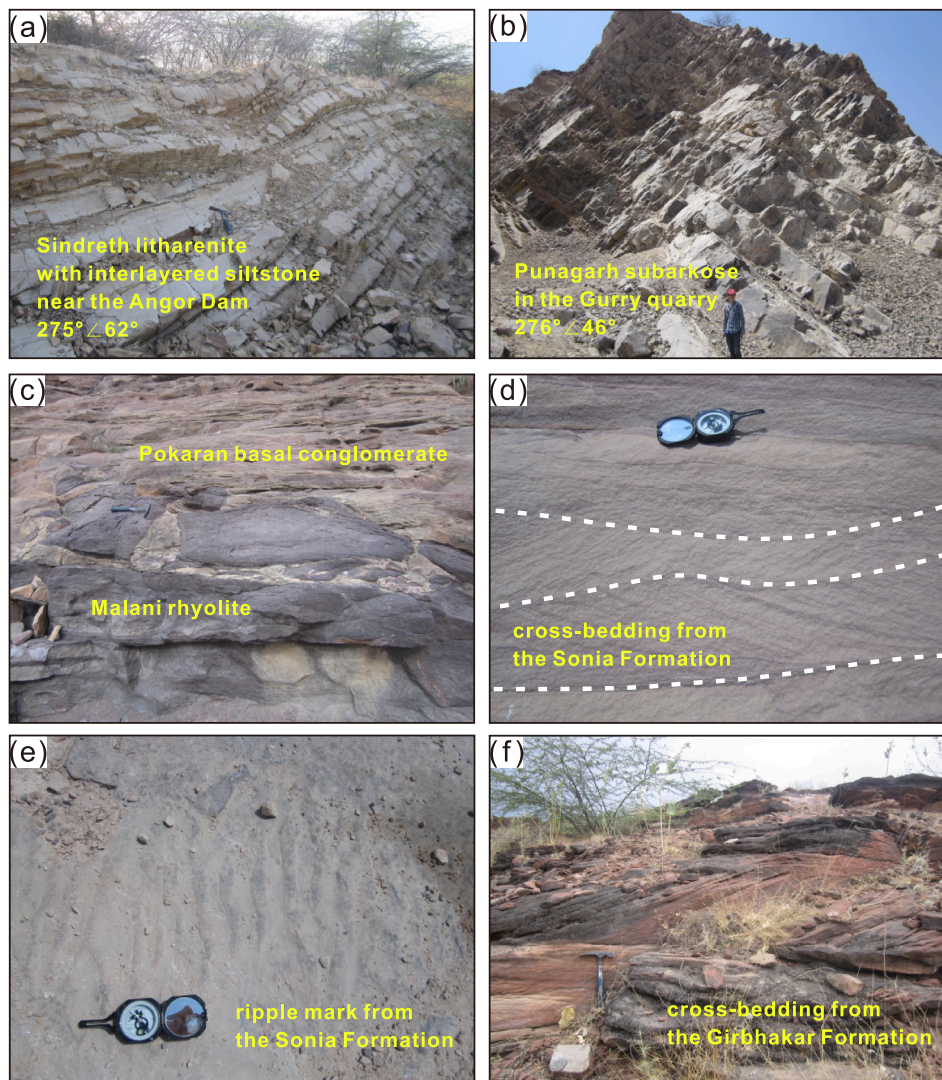 (a)
Sindreth litharenite
with interlayered siltstone
near the Angor Dam
275°∠62°
(b)
Punagarh subarkose
in the Gurry quarry
276°∠46°
(c)
Pokaran basal conglomerate
Malani rhyolite
(d)
cross-bedding from
the Sonia Formation
(e)
ripple mark from
the Sonia Formation
(f)
cross-bedding from
the Girbhakar Formation